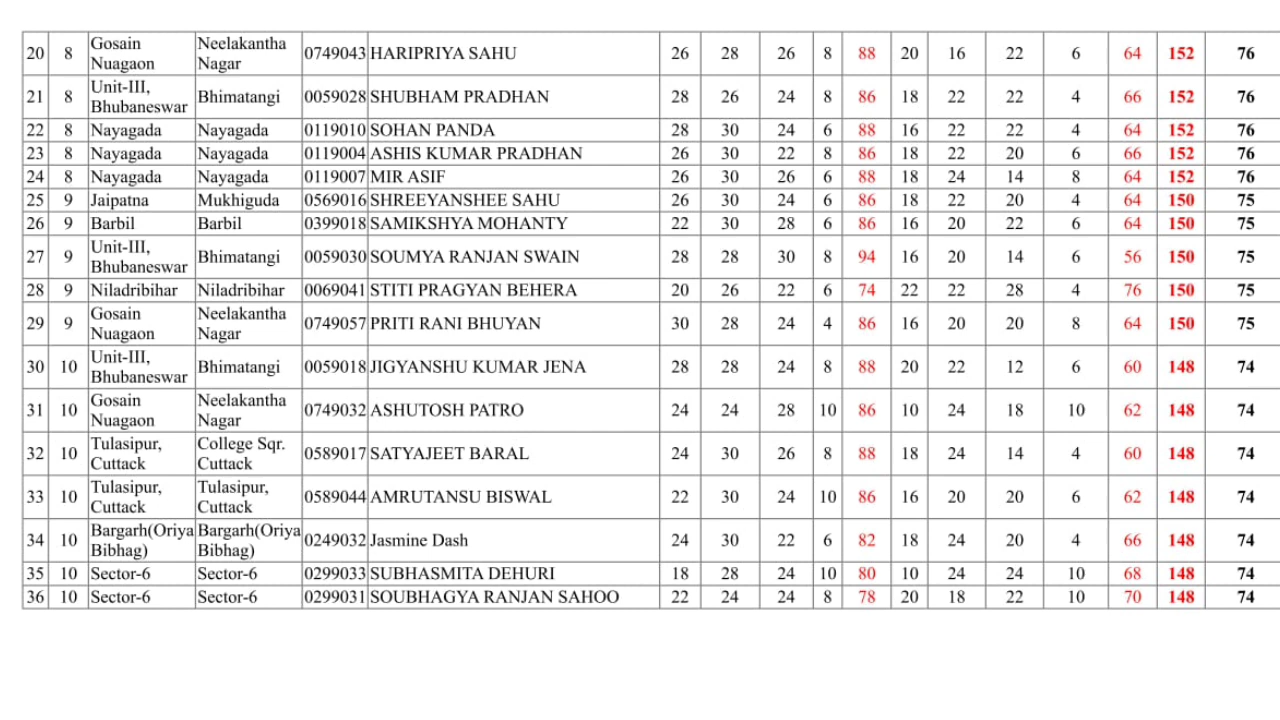 20 8 Gosain Nuagaon Neelakantha Nagar 0749043 HARIPRIYA SAHU 26 28 26 8 88 20 16 22 6 64 152 76
21 8 Unit-III, Bhubaneswar Bhimatangi 0059028 SHUBHAM PRADHAN 28 26 24 8 86 18 22 22 4 66 152 76
22 8 Nayagada Nayagada 0119010 SOHAN PANDA 28 30 24 6 88 16 22 22 4 64 152 76
23 8 Nayagada Nayagada 0119004 ASHIS KUMAR PRADHAN 26 30 22 8 86 18 22 20 6 66 152 76
24 8 Nayagada Nayagada 0119007 MIR ASIF 26 30 26 6 88 18 24 14 8 64 152 76
25 9 Jaipatna Mukhiguda 0569016 SHREEYANSHEE SAHU 26 30 24 6 86 18 22 20 4 64 150 75
26 9 Barbil Barbil 0399018 SAMIKSHYA MOHANTY 22 30 28 6 86 16 20 22 6 64 150 75
27 9 Unit-III, Bhubaneswar Bhimatangi 0059030 SOUMYA RANJAN SWAIN 28 28 30 8 94 16 20 14 6 56 150 75
28 9 Niladribihar Niladribihar 0069041 STITI PRAGYAN BEHERA 20 26 22 6 74 22 22 28 4 76 150 75
29 9 Gosain Nuagaon Neelakantha Nagar 0749057 PRITI RANI BHUYAN 30 28 24 4 86 16 20 20 8 64 150 75
30 10 Unit-III, Bhubaneswar Bhimatangi 0059018 JIGYANSHU KUMAR JENA 28 28 24 8 88 20 22 12 6 60 148 74
31 10 Gosain Nuagaon Neelakantha Nagar 0749032 ASHUTOSH PATRO 24 24 28 10 86 10 24 18 10 62 148 74
32 10 Tulasipur, Cuttack College Sqr. Cuttack 0589017 SATYAJEET BARAL 24 30 26 8 88 18 24 14 4 60 148 74
33 10 Tulasipur, Cuttack Tulasipur, Cuttack 0589044 AMRUTANSU BISWAL 22 30 24 10 86 16 20 20 6 62 148 74
34 10 Bargarh(Oriya Bibhag) Bargarh(Oriya Bibhag) 0249032 Jasmine Dash 24 30 22 6 82 18 24 20 4 66 148 74
35 10 Sector-6 Sector-6 0299033 SUBHASMITA DEHURI 18 28 24 10 80 10 24 24 10 68 148 74
36 10 Sector-6 Sector-6 0299031 SOUBHAGYA RANJAN SAHOO 22 24 24 8 78 20 18 22 10 70 148 74